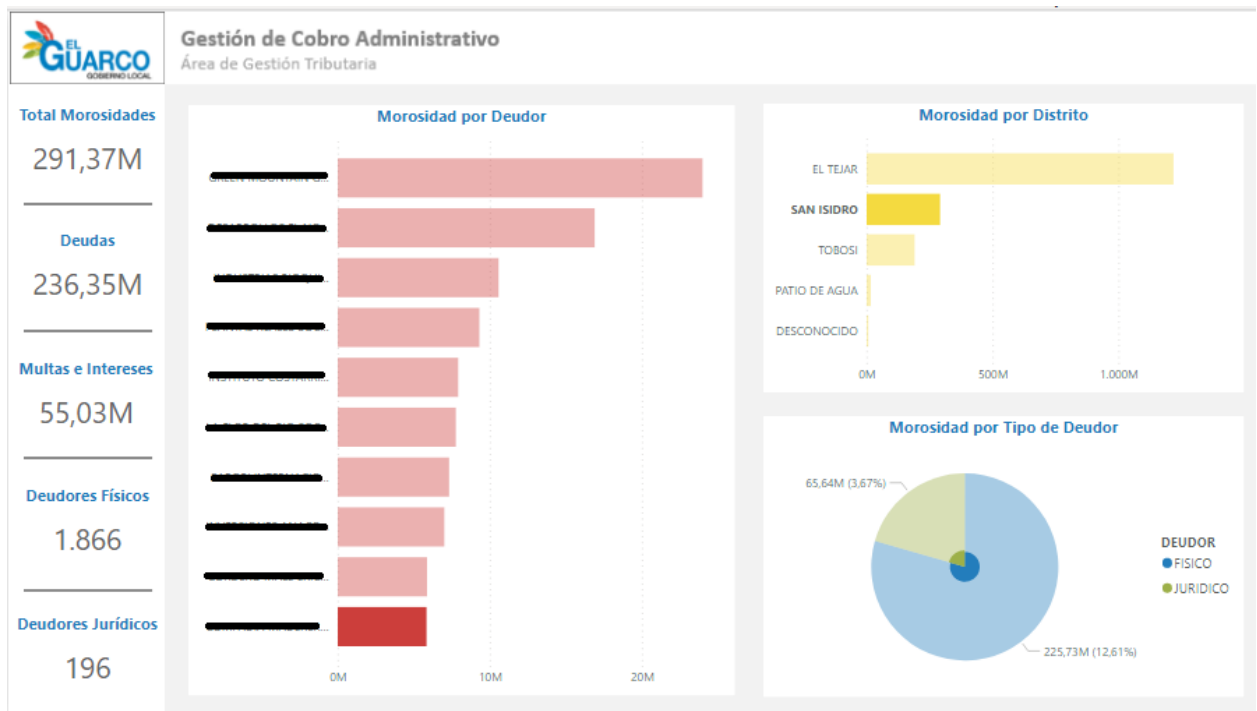 EL
GUARCO
GOBIERNO LOCAL
Gestión de Cobro Administrativo
Área de Gestión Tributaria
Total Morosidades
291,37M
Deudas
236,35M
Multas e Intereses
55,03M
Deudores Físicos
1.866
Deudores Jurídicos
196
Morosidad por Deudor
0M
10M
20M
Morosidad por Distrito
EL TEJAR
SAN ISIDRO
TOBOSI
PATIO DE AGUA
DESCONOCIDO
0M
500M
1.000M
Morosidad por Tipo de Deudor
65,64M (3,67%)
225,73M (12,61%)
DEUDOR
FISICO
JURIDICO